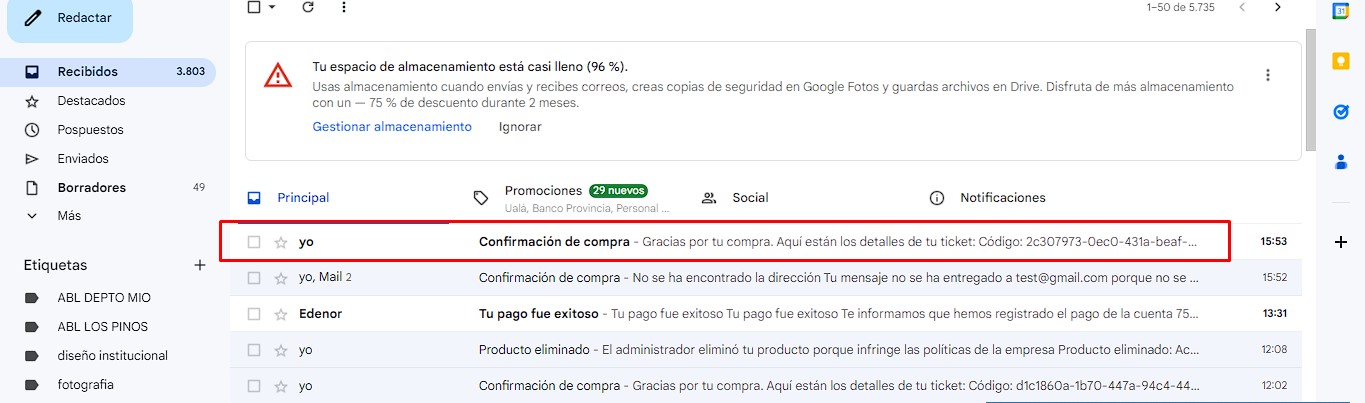 Redactar
1–50 de 5.735
31
Recibidos 3.803
Destacados
Pospuestos
Enviados
Borradores 49
Más
Etiquetas
ABL DEPTO MIO
ABL LOS PINOS
diseño institucional
fotografia
Tu espacio de almacenamiento está casi lleno (96 %).
Usas almacenamiento cuando envías y recibes correos, creas copias de seguridad en Google Fotos y guardas archivos en Drive. Disfruta de más almacenamiento
con un — 75 % de descuento durante 2 meses.
Gestionar almacenamiento Ignorar
Principal
Promociones 29 nuevos
Ualá, Banco Provincia, Personal ...
Social
Notificaciones
yo Confirmación de compra - Gracias por tu compra. Aquí están los detalles de tu ticket: Código: 2c307973-0ec0-431a-beaf-... 15:53
yo, Mail 2 Confirmación de compra - No se ha encontrado la dirección Tu mensaje no se ha entregado a test@gmail.com porque no se ... 15:52
Edenor Tu pago fue exitoso - Tu pago fue exitoso Tu pago fue exitoso Te informamos que hemos registrado el pago de la cuenta 75... 13:31
yo Producto eliminado - El administrador eliminó tu producto porque infringe las políticas de la empresa Producto eliminado: Ac... 12:08
yo Confirmación de compra - Gracias por tu compra. Aquí están los detalles de tu ticket: Código: d1c1860a-1b70-447a-94c4-44... 12:02